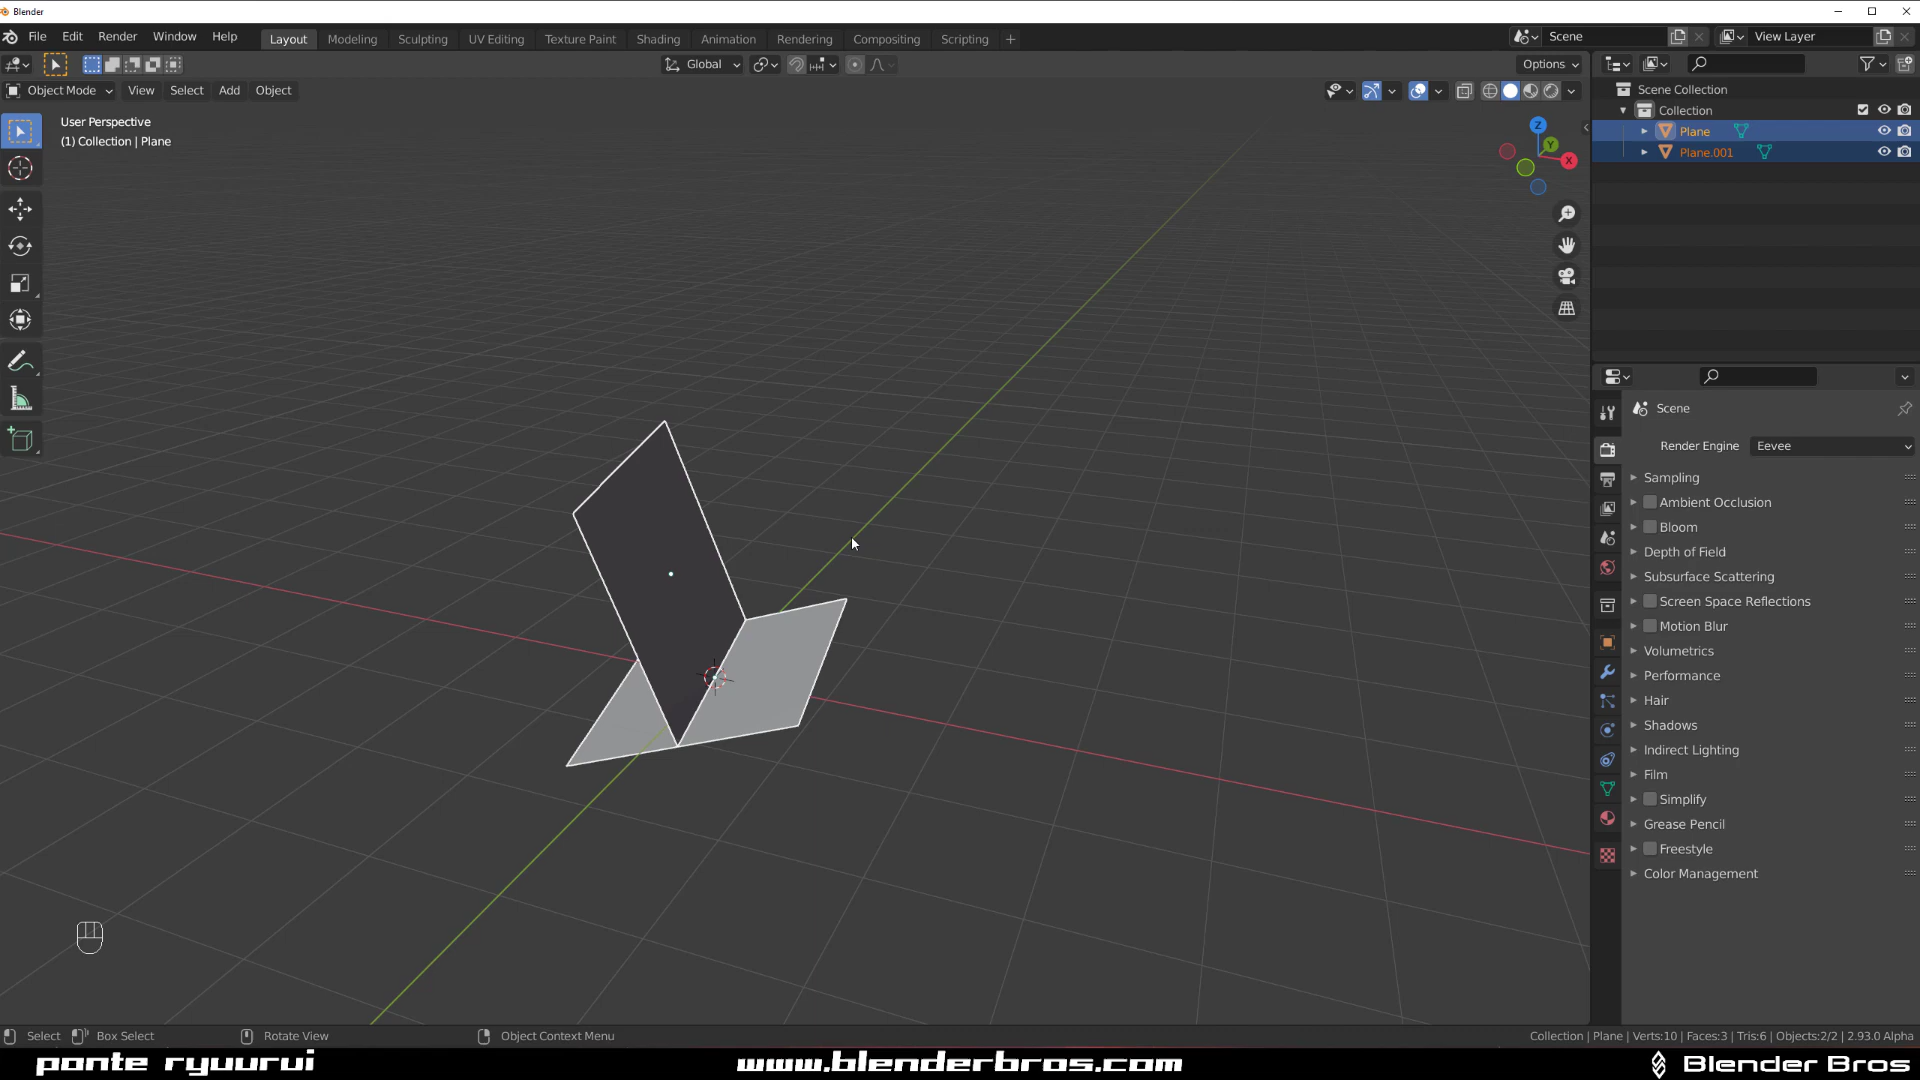 Blender
File Edit Render Window Help
Layout Modeling Sculpting UV Editing Texture Paint Shading Animation Rendering Compositing Scripting +
Scene
View Layer
Global
Options
Object Mode View Select Add Object
User Perspective
(1) Collection | Plane
Z
Y
X
Scene Collection
Collection
Plane
Plane.001
Scene
Render Engine Eevee
Sampling
Ambient Occlusion
Bloom
Depth of Field
Subsurface Scattering
Screen Space Reflections
Motion Blur
Volumetrics
Performance
Hair
Shadows
Indirect Lighting
Film
Simplify
Grease Pencil
Freestyle
Color Management
Select Box Select Rotate View Object Context Menu
Collection | Plane | Verts:10 | Faces:3 | Tris:6 | Objects:2/2 | 2.93.0 Alpha
ponte ryuurui
www.blenderbros.com
Blender Bros